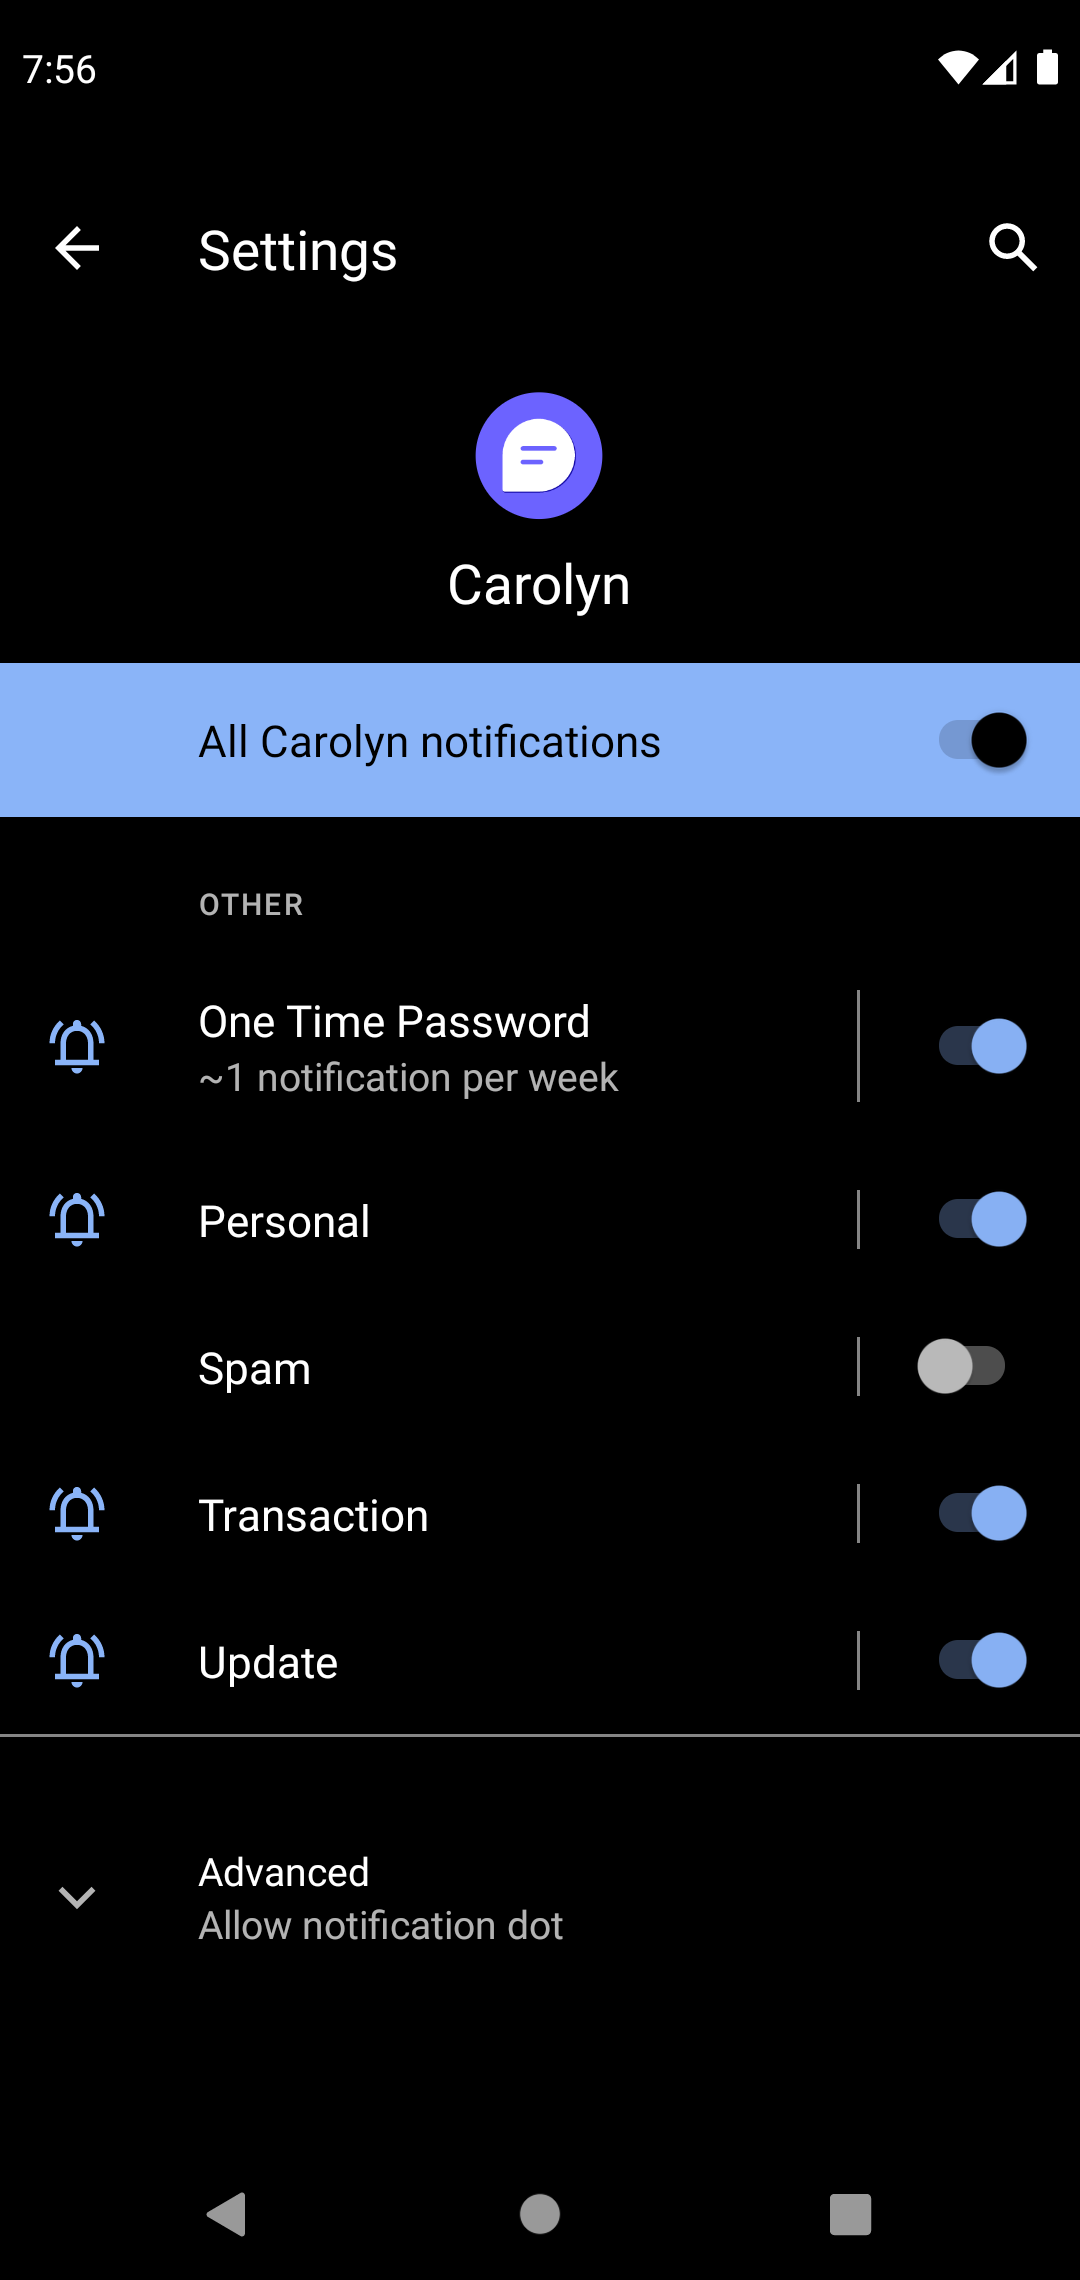 7:56
Settings
Carolyn
All Carolyn notifications
OTHER
One Time Password
~1 notification per week
Personal
Spam
Transaction
Update
Advanced
Allow notification dot